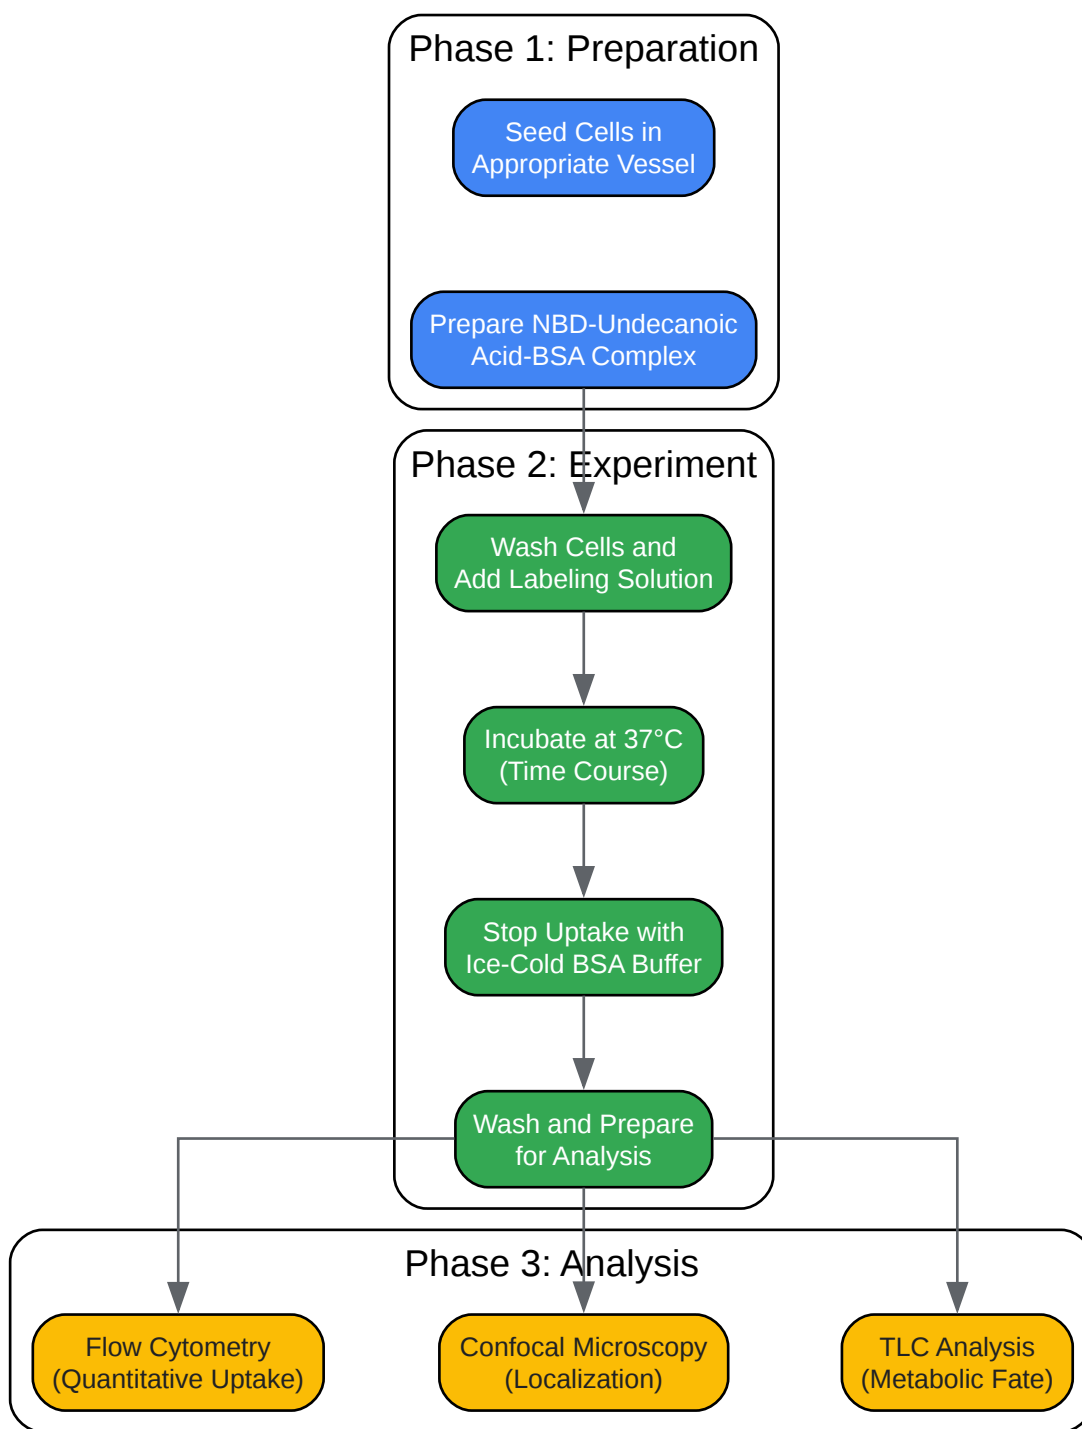 Phase 1: Preparation
Seed Cells in
Appropriate Vessel
Prepare NBD-Undecanoic
Acid-BSA Complex
Phase 2: Experiment
Wash Cells and
Add Labeling Solution
Incubate at 37°C
(Time Course)
Stop Uptake with
Ice-Cold BSA Buffer
Wash and Prepare
for Analysis
Phase 3: Analysis
Flow Cytometry
(Quantitative Uptake)
Confocal Microscopy
(Localization)
TLC Analysis
(Metabolic Fate)